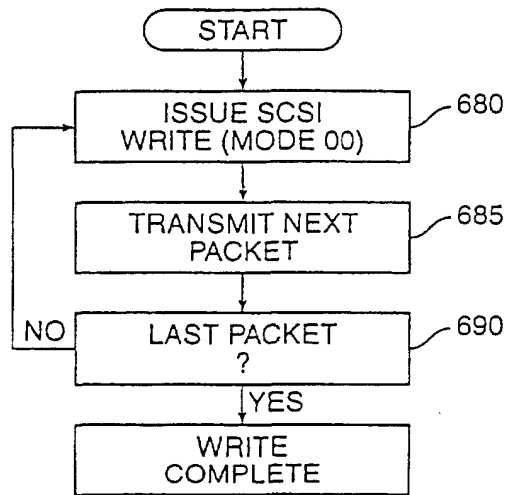 START
ISSUE SCSI
WRITE (MODE 00)
680
TRANSMIT NEXT
PACKET
685
LAST PACKET
?
690
NO
YES
WRITE
COMPLETE